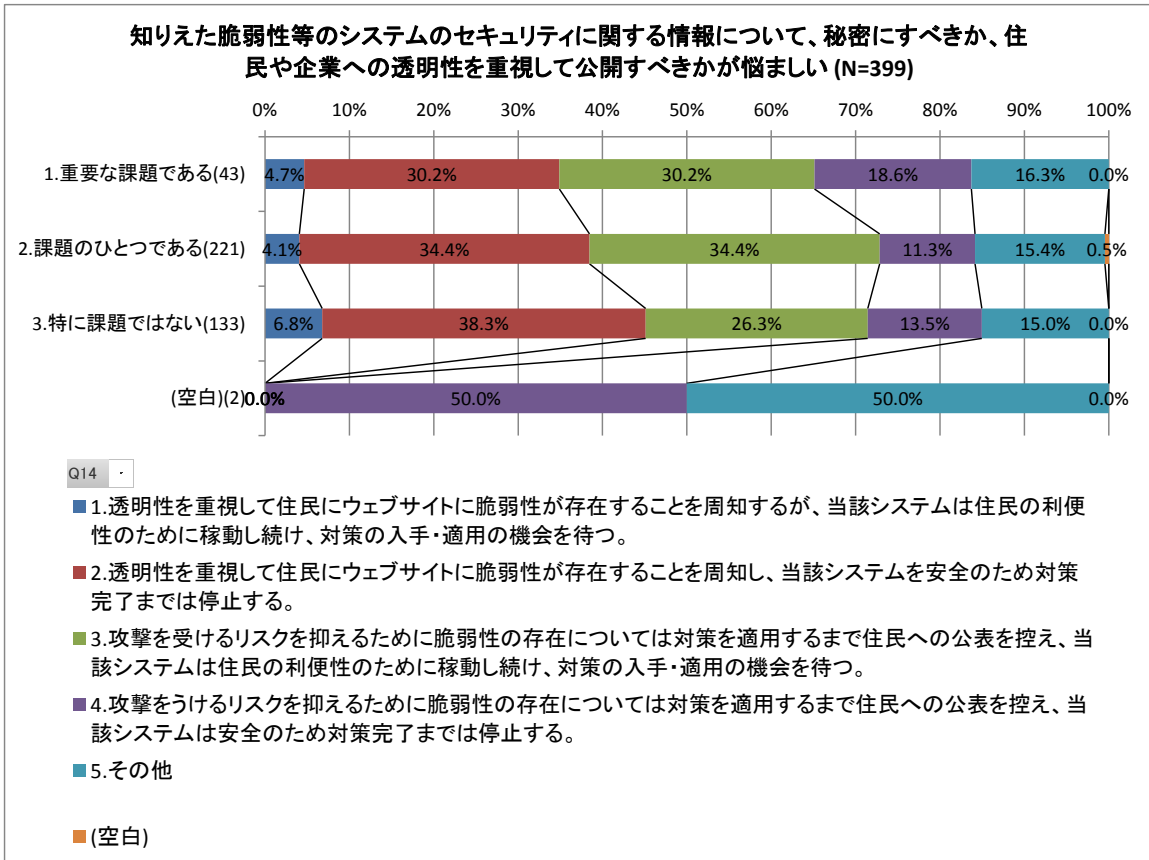 知りえた脆弱性等のシステムのセキュリティに関する情報について、秘密にすべきか、住
民や企業への透明性を重視して公開すべきかが悩ましい (N=399)
0% 10% 20% 30% 40% 50% 60% 70% 80% 90% 100%
1.重要な課題である(43) 4.7% 30.2% 30.2% 18.6% 16.3% 0.0%
2.課題のひとつである(221) 4.1% 34.4% 34.4% 11.3% 15.4% 0.5%
3.特に課題ではない(133) 6.8% 38.3% 26.3% 13.5% 15.0% 0.0%
(空白)(2) 0.0% 50.0% 50.0% 0.0%
Q14
1.透明性を重視して住民にウェブサイトに脆弱性が存在することを周知するが、当該システムは住民の利便
性のために稼動し続け、対策の入手・適用の機会を待つ。
2.透明性を重視して住民にウェブサイトに脆弱性が存在することを周知し、当該システムを安全のため対策
完了までは停止する。
3.攻撃を受けるリスクを抑えるために脆弱性の存在については対策を適用するまで住民への公表を控え、当
該システムは住民の利便性のために稼動し続け、対策の入手・適用の機会を待つ。
4.攻撃をうけるリスクを抑えるために脆弱性の存在については対策を適用するまで住民への公表を控え、当
該システムは安全のため対策完了までは停止する。
5.その他
(空白)